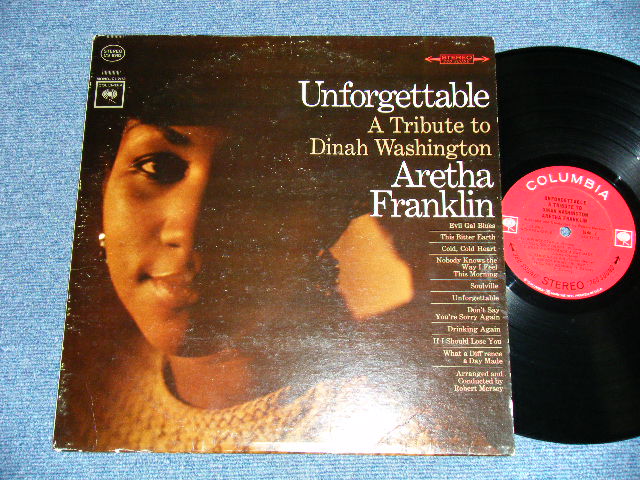 STEREO
COLUMBIA
STEREO
Unforgettable
A Tribute to
Dinah Washington
Aretha
Franklin
Evil Gal Blues
This Bitter Earth
Cold, Cold Heart
Nobody Knows the
Way I Feel
This Morning
Soulville
Unforgettable
Don't Say
You're Sorry Again
Drinking Again
If I Should Lose You
What a Diff'rence
a Day Made
Arranged and
Conducted by
Robert Mersey
COLUMBIA
UNFORGETTABLE
A TRIBUTE TO
DINAH WASHINGTON
ARETHA FRANKLIN
STEREO